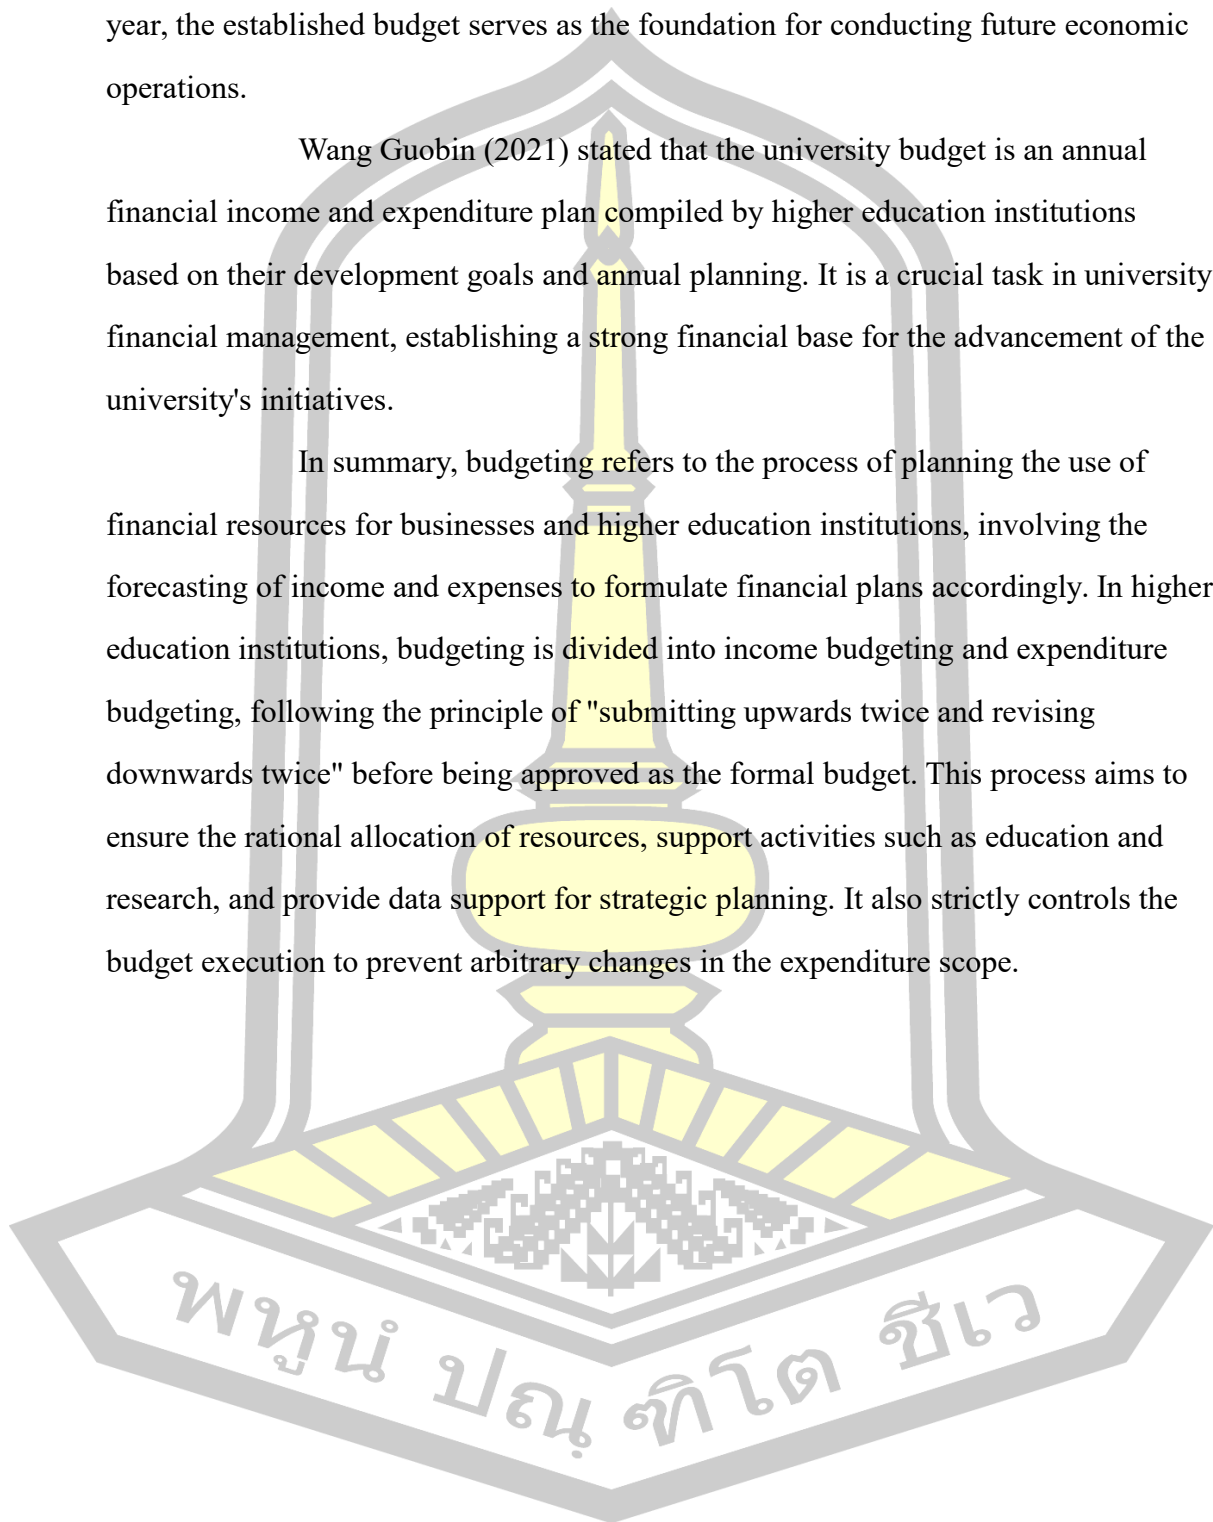 year, the established budget serves as the foundation for conducting future economic
operations.
Wang Guobin (2021) stated that the university budget is an annual
financial income and expenditure plan compiled by higher education institutions
based on their development goals and annual planning. It is a crucial task in university
financial management, establishing a strong financial base for the advancement of the
university's initiatives.
In summary, budgeting refers to the process of planning the use of
financial resources for businesses and higher education institutions, involving the
forecasting of income and expenses to formulate financial plans accordingly. In higher
education institutions, budgeting is divided into income budgeting and expenditure
budgeting, following the principle of "submitting upwards twice and revising
downwards twice" before being approved as the formal budget. This process aims to
ensure the rational allocation of resources, support activities such as education and
research, and provide data support for strategic planning. It also strictly controls the
budget execution to prevent arbitrary changes in the expenditure scope.
พหูนํ ปณฺ ฑิโต ชีเว